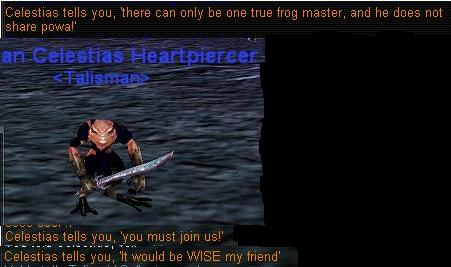 Celestias tells you, 'there can only be one true frog master, and he does not
share powa!'
an Celestias Heartpiercer
<Talisman>
Celestias tells you, 'you must join us!'
Celestias tells you, 'It would be WISE my friend'